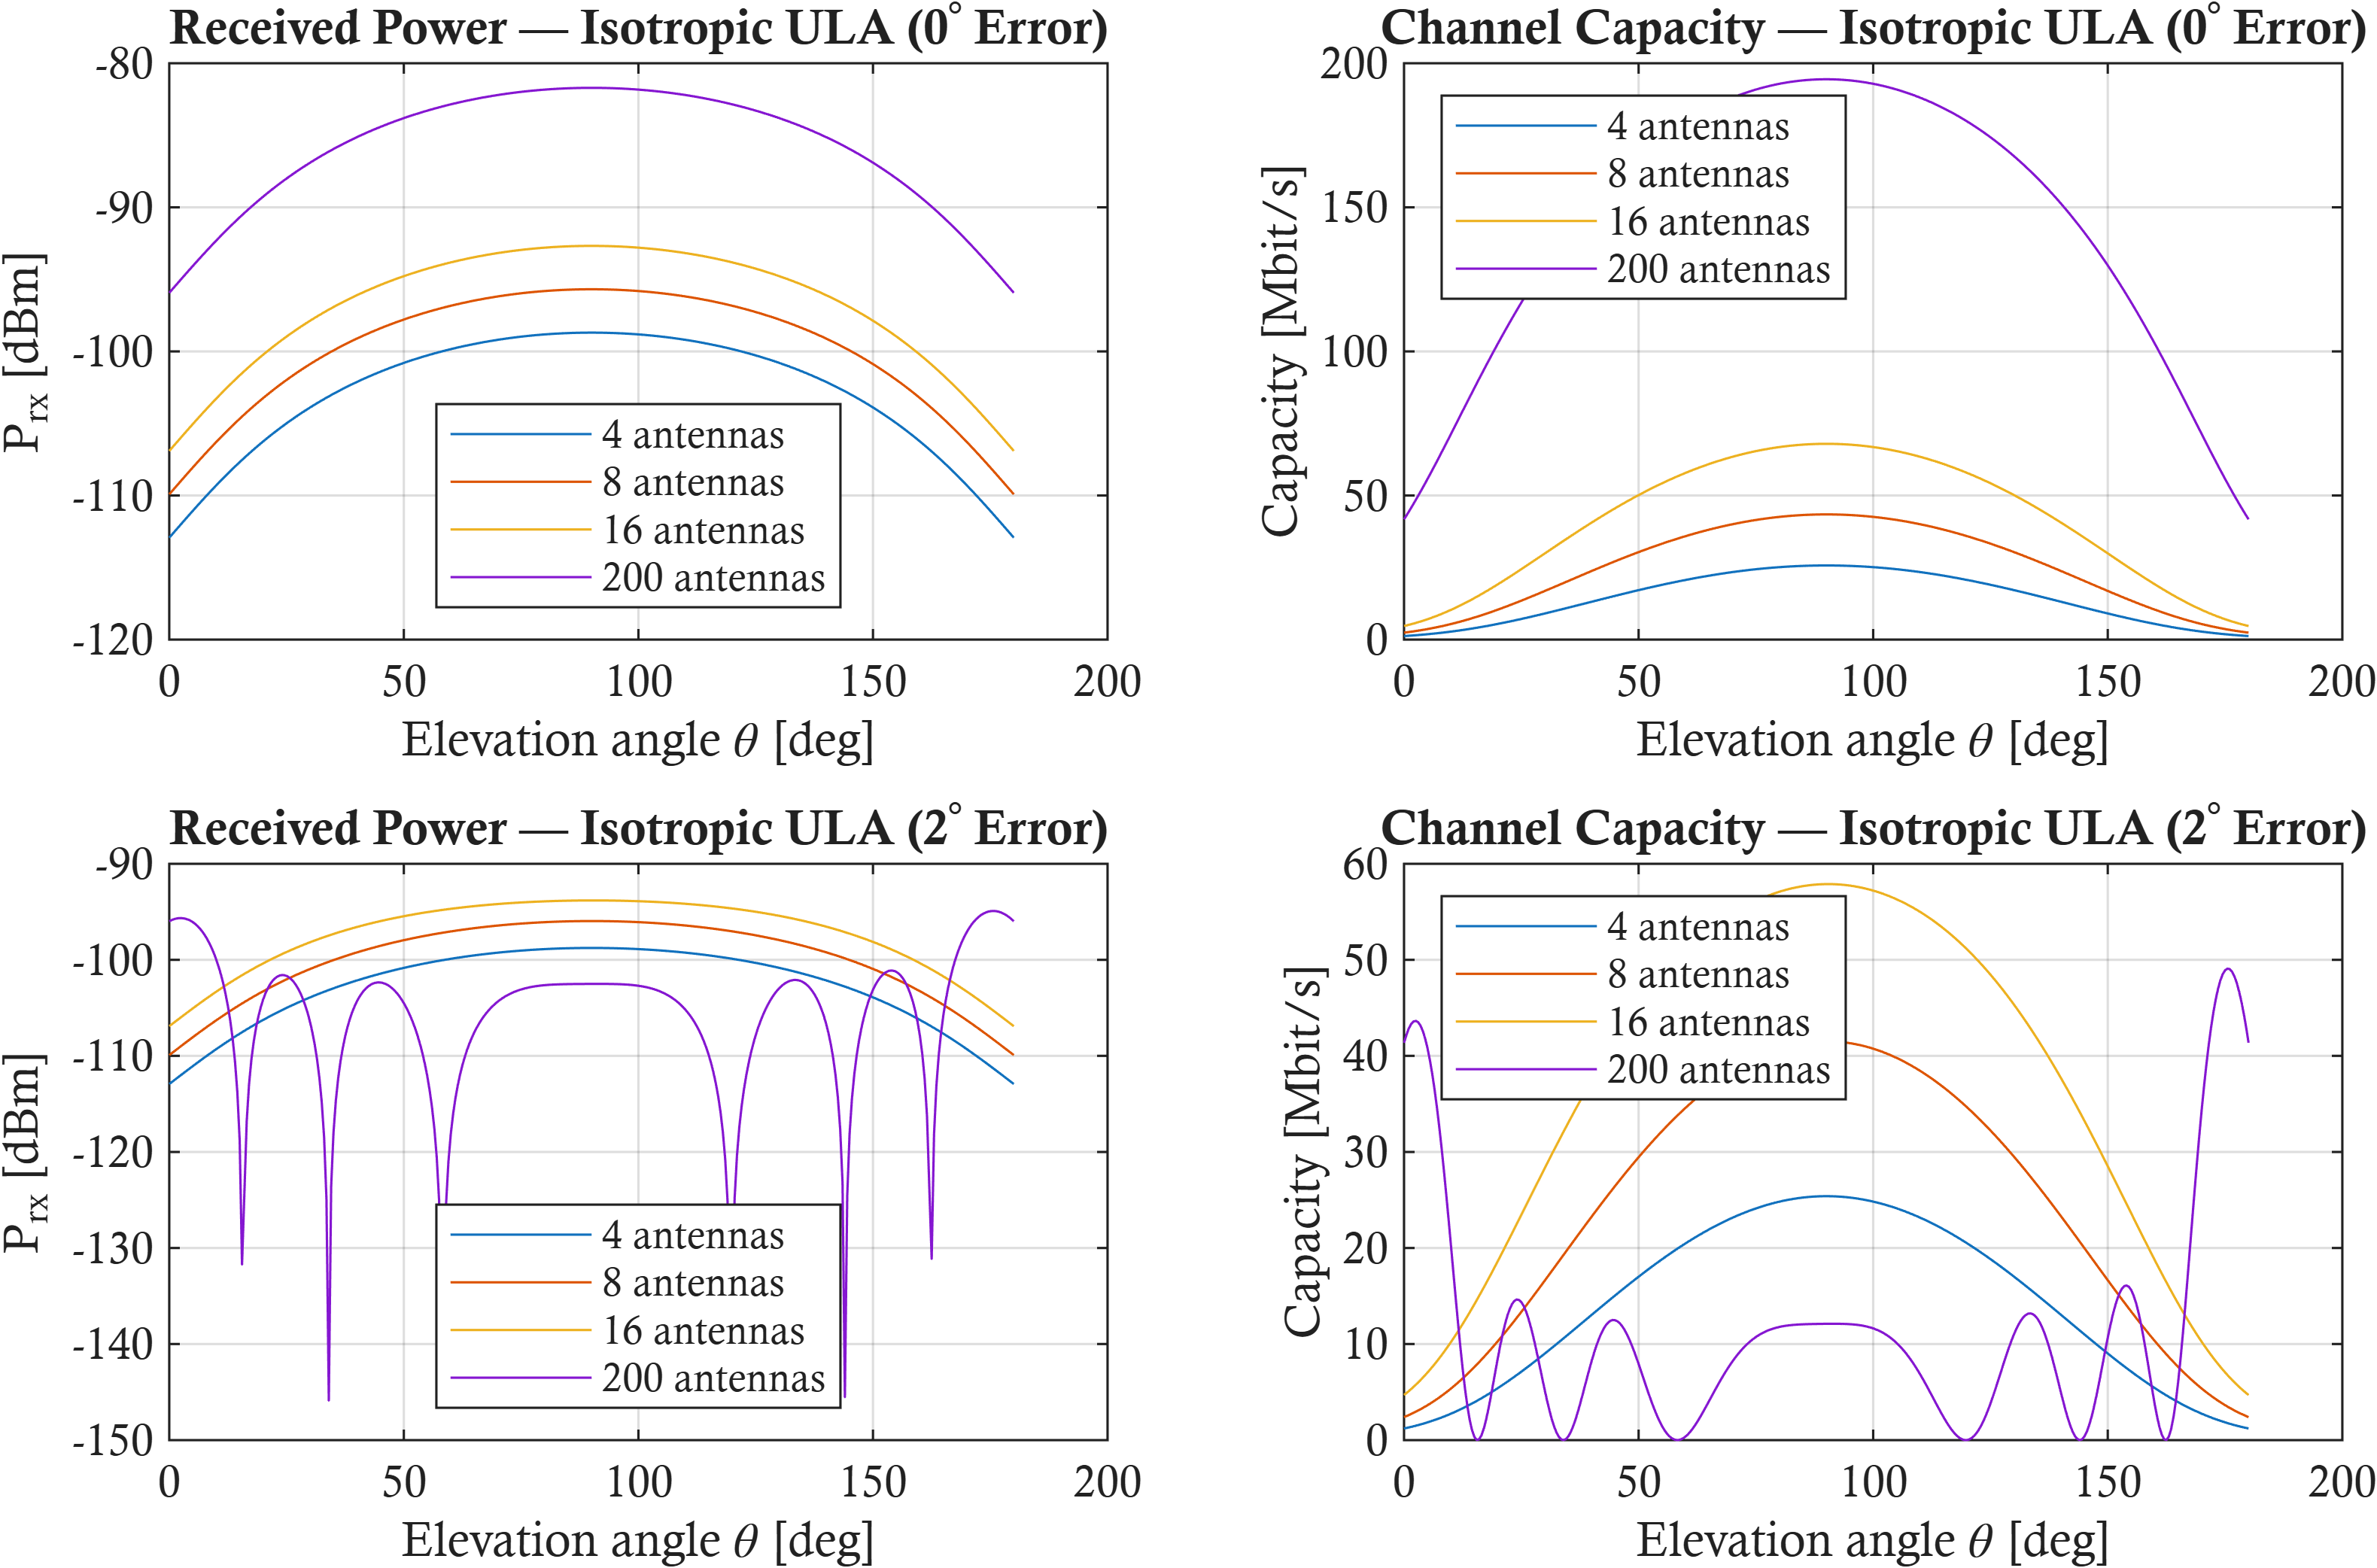 Received Power — Isotropic ULA (0° Error)
-80
-90
-100
-110
-120
P_rx [dBm]
4 antennas
8 antennas
16 antennas
200 antennas
0 50 100 150 200
Elevation angle θ [deg]
Channel Capacity — Isotropic ULA (0° Error)
200
150
100
50
0
Capacity [Mbit/s]
4 antennas
8 antennas
16 antennas
200 antennas
0 50 100 150 200
Elevation angle θ [deg]
Received Power — Isotropic ULA (2° Error)
-90
-100
-110
-120
-130
-140
-150
P_rx [dBm]
4 antennas
8 antennas
16 antennas
200 antennas
0 50 100 150 200
Elevation angle θ [deg]
Channel Capacity — Isotropic ULA (2° Error)
60
50
40
30
20
10
0
Capacity [Mbit/s]
4 antennas
8 antennas
16 antennas
200 antennas
0 50 100 150 200
Elevation angle θ [deg]